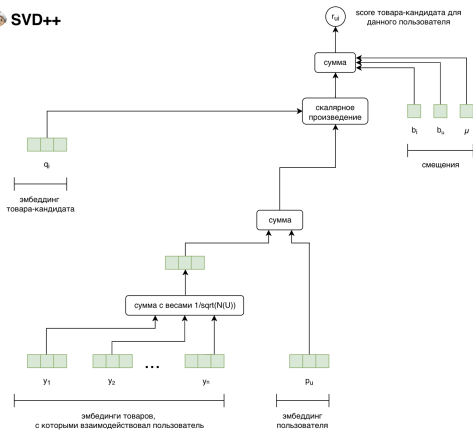 SVD++
r_ui
score товара-кандидата для
данного пользователя
сумма
скалярное
произведение
b_i
b_u
μ
смещения
q_i
эмбеддинг
товара-кандидата
сумма
сумма с весами 1/sqrt(N(U))
y_1
y_2
...
y_n
p_u
эмбединги товаров,
с которыми взаимодействовал пользователь
эмбеддинг
пользователя